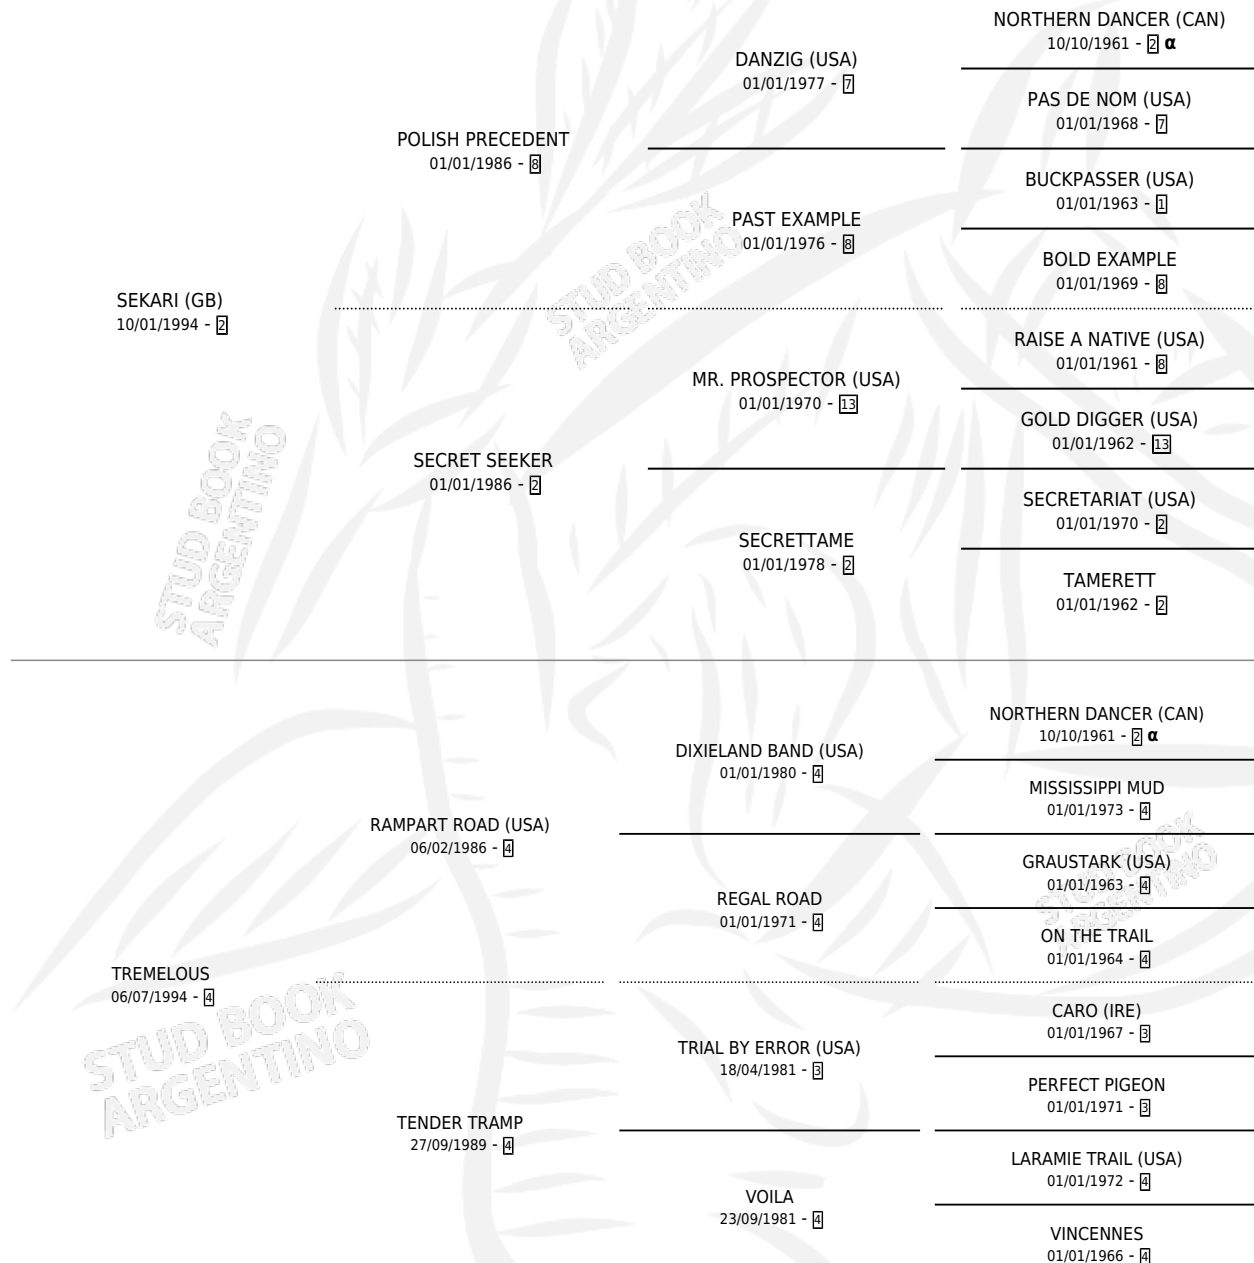 NORTHERN DANCER (CAN)
10/10/1961 - 2 α
DANZIG (USA)
01/01/1977 - 7
PAS DE NOM (USA)
01/01/1968 - 7
POLISH PRECEDENT
01/01/1986 - 8
BUCKPASSER (USA)
01/01/1963 - 1
PAST EXAMPLE
01/01/1976 - 8
BOLD EXAMPLE
01/01/1969 - 8
STUD BOOK
ARGENTINO
SEKARI (GB)
10/01/1994 - 2
RAISE A NATIVE (USA)
01/01/1961 - 8
MR. PROSPECTOR (USA)
01/01/1970 - 13
GOLD DIGGER (USA)
01/01/1962 - 13
SECRET SEEKER
01/01/1986 - 2
SECRETARIAT (USA)
01/01/1970 - 2
SECRETTAME
01/01/1978 - 2
TAMERETT
01/01/1962 - 2
STUD BOOK
ARGENTINO
NORTHERN DANCER (CAN)
10/10/1961 - 2 α
DIXIELAND BAND (USA)
01/01/1980 - 4
MISSISSIPPI MUD
01/01/1973 - 4
RAMPART ROAD (USA)
06/02/1986 - 4
GRAUSTARK (USA)
01/01/1963 - 4
REGAL ROAD
01/01/1971 - 4
ON THE TRAIL
01/01/1964 - 4
STUD BOOK
ARGENTINO
TREMELOUS
06/07/1994 - 4
CARO (IRE)
01/01/1967 - 3
TRIAL BY ERROR (USA)
18/04/1981 - 3
PERFECT PIGEON
01/01/1971 - 3
TENDER TRAMP
27/09/1989 - 4
LARAMIE TRAIL (USA)
01/01/1972 - 4
VOILA
23/09/1981 - 4
VINCENNES
01/01/1966 - 4
STUD BOOK
ARGENTINO